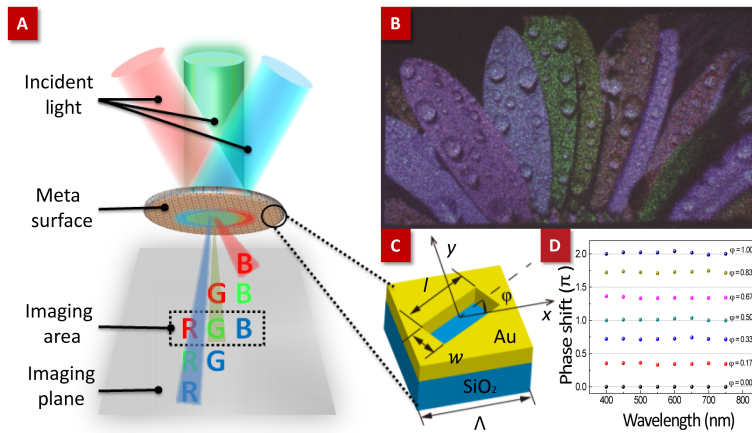 A
Incident
light
Meta
surface
B
G B
R G B
Imaging
area
R G
R
Imaging
plane
B
C
y
l
φ
x
w
Au
SiO₂
Λ
D
Phase shift (π)
2.0
1.5
1.0
0.5
0.0
φ=1.00
φ=0.83
φ=0.67
φ=0.50
φ=0.33
φ=0.17
φ=0.00
400 500 600 700
Wavelength (nm)